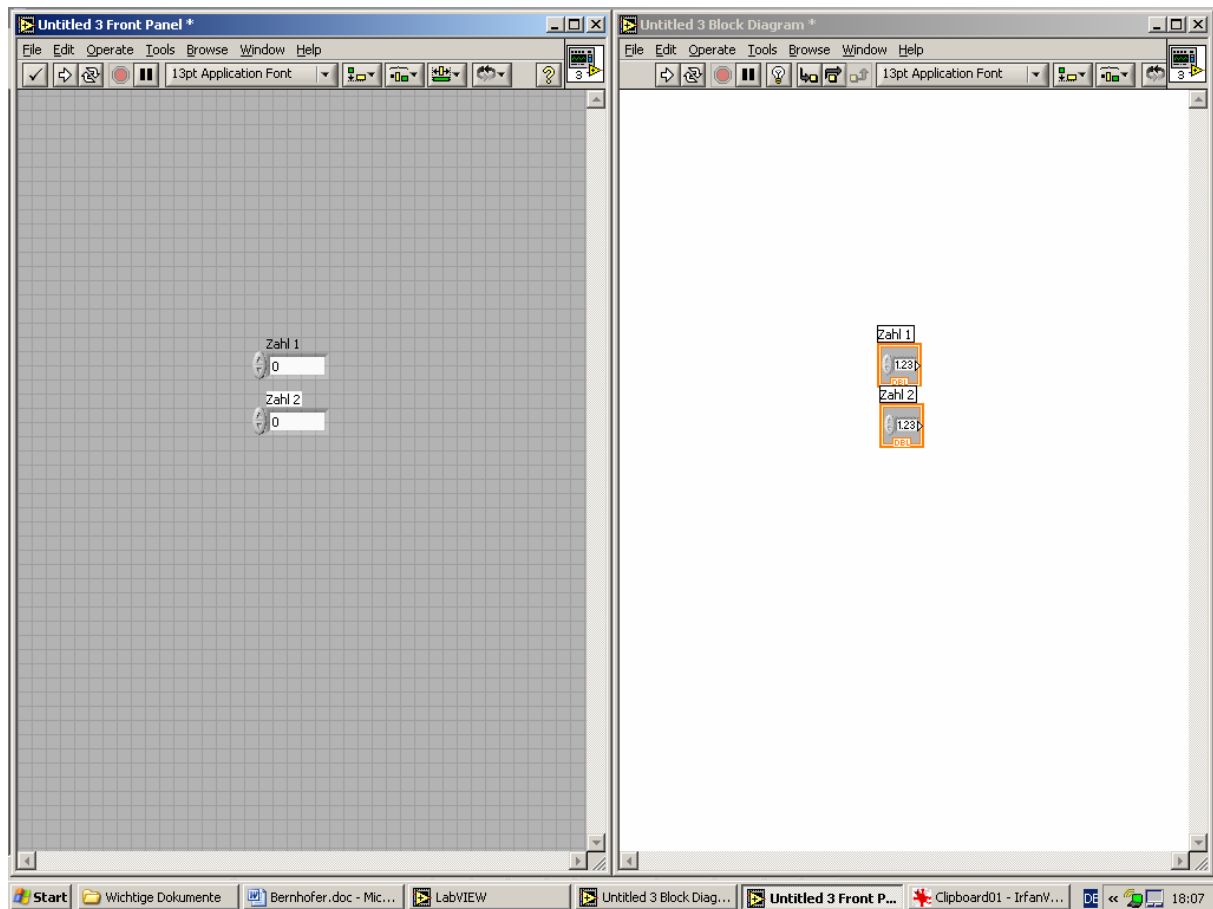 Untitled 3 Front Panel *
File Edit Operate Tools Browse Window Help
13pt Application Font
?
3
Zahl 1
0
Zahl 2
0
Untitled 3 Block Diagram *
File Edit Operate Tools Browse Window Help
13pt Application Font
3
Zahl 1
1.23
DBL
Zahl 2
1.23
DBL
Start Wichtige Dokumente Bernhofer.doc - Mic... LabVIEW Untitled 3 Block Diag... Untitled 3 Front P... Clipboard01 - IrfanV... DE « 18:07